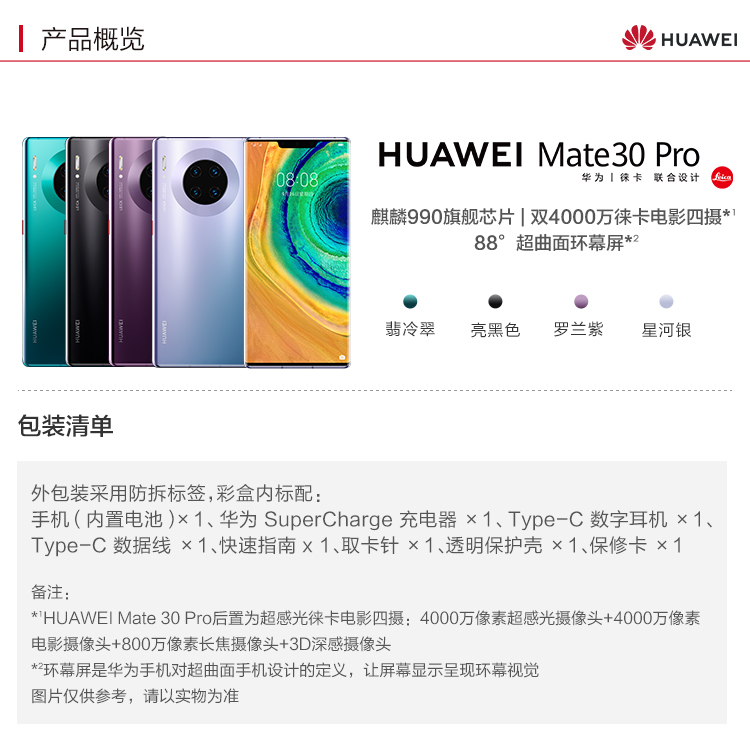 产品概览
HUAWEI
08:08
HUAWEI
HUAWEI
HUAWEI
HUAWEI
HUAWEI Mate30 Pro
华为 | 徕卡 联合设计
Leica
麒麟990旗舰芯片 | 双4000万徕卡电影四摄*1
88°超曲面环幕屏*2
翡冷翠 亮黑色 罗兰紫 星河银
包装清单
外包装采用防拆标签,彩盒内标配:
手机(内置电池)×1、华为 SuperCharge 充电器 ×1、Type-C 数字耳机 ×1、
Type-C 数据线 ×1、快速指南 x 1、取卡针 ×1、透明保护壳 ×1、保修卡 ×1
备注:
*1HUAWEI Mate 30 Pro后置为超感光徕卡电影四摄:4000万像素超感光摄像头+4000万像素
电影摄像头+800万像素长焦摄像头+3D深感摄像头
*2环幕屏是华为手机对超曲面手机设计的定义,让屏幕显示呈现环幕视觉
图片仅供参考,请以实物为准